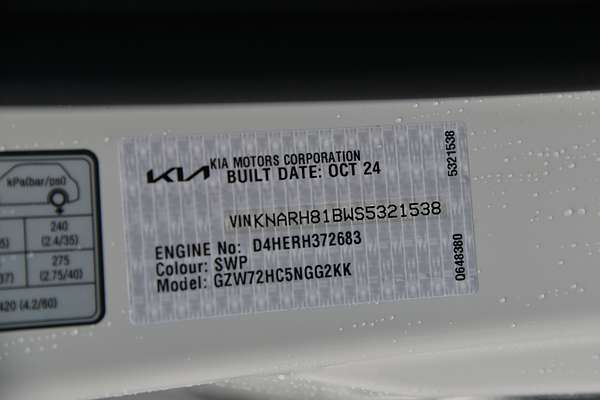 kPa(bar/psi)
240
(2.4/35)
275
(2.75/40)
420 (4.2/60)
KIA KIA MOTORS CORPORATION
BUILT DATE: OCT 24
VIN KNARH81BWS5321538
ENGINE No: D4HERH372683
Colour: SWP
Model: GZW72HC5NGG2KK
5321538
0648380